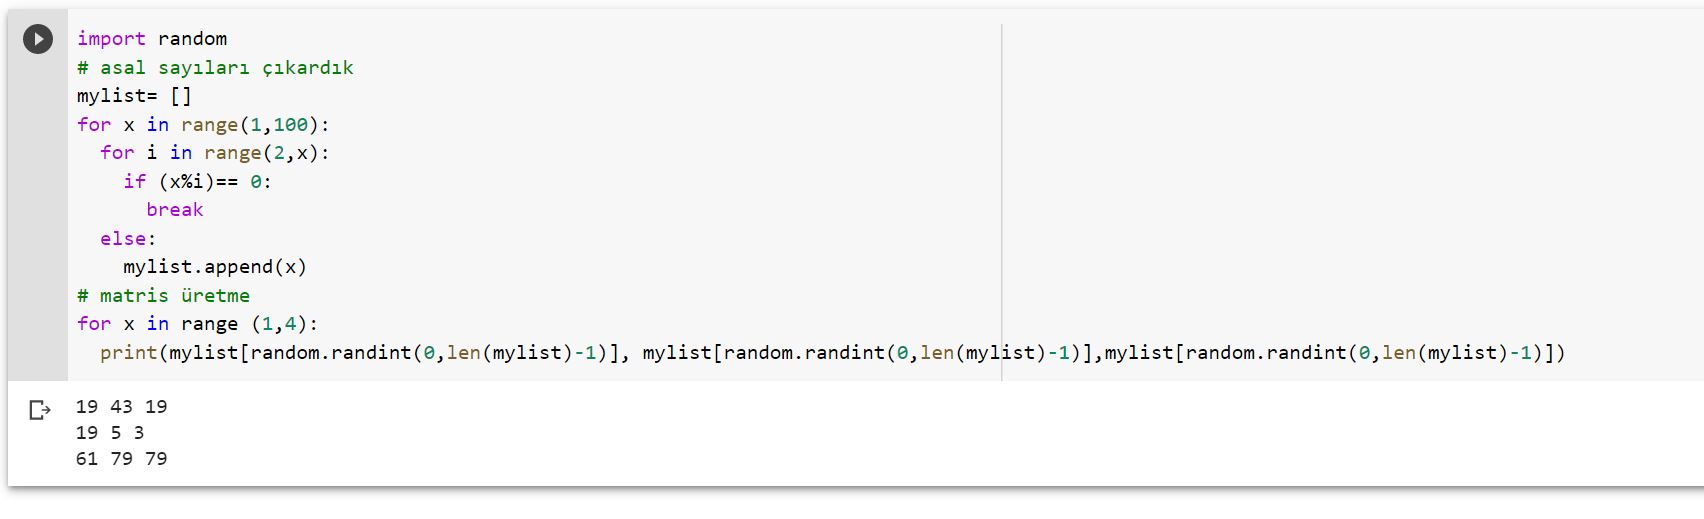 import random
# asal sayıları çıkardık
mylist= []
for x in range(1,100):
  for i in range(2,x):
    if (x%i)== 0:
      break
  else:
    mylist.append(x)
# matris üretme
for x in range (1,4):
  print(mylist[random.randint(0,len(mylist)-1)], mylist[random.randint(0,len(mylist)-1)],mylist[random.randint(0,len(mylist)-1)])
19 43 19
19 5 3
61 79 79